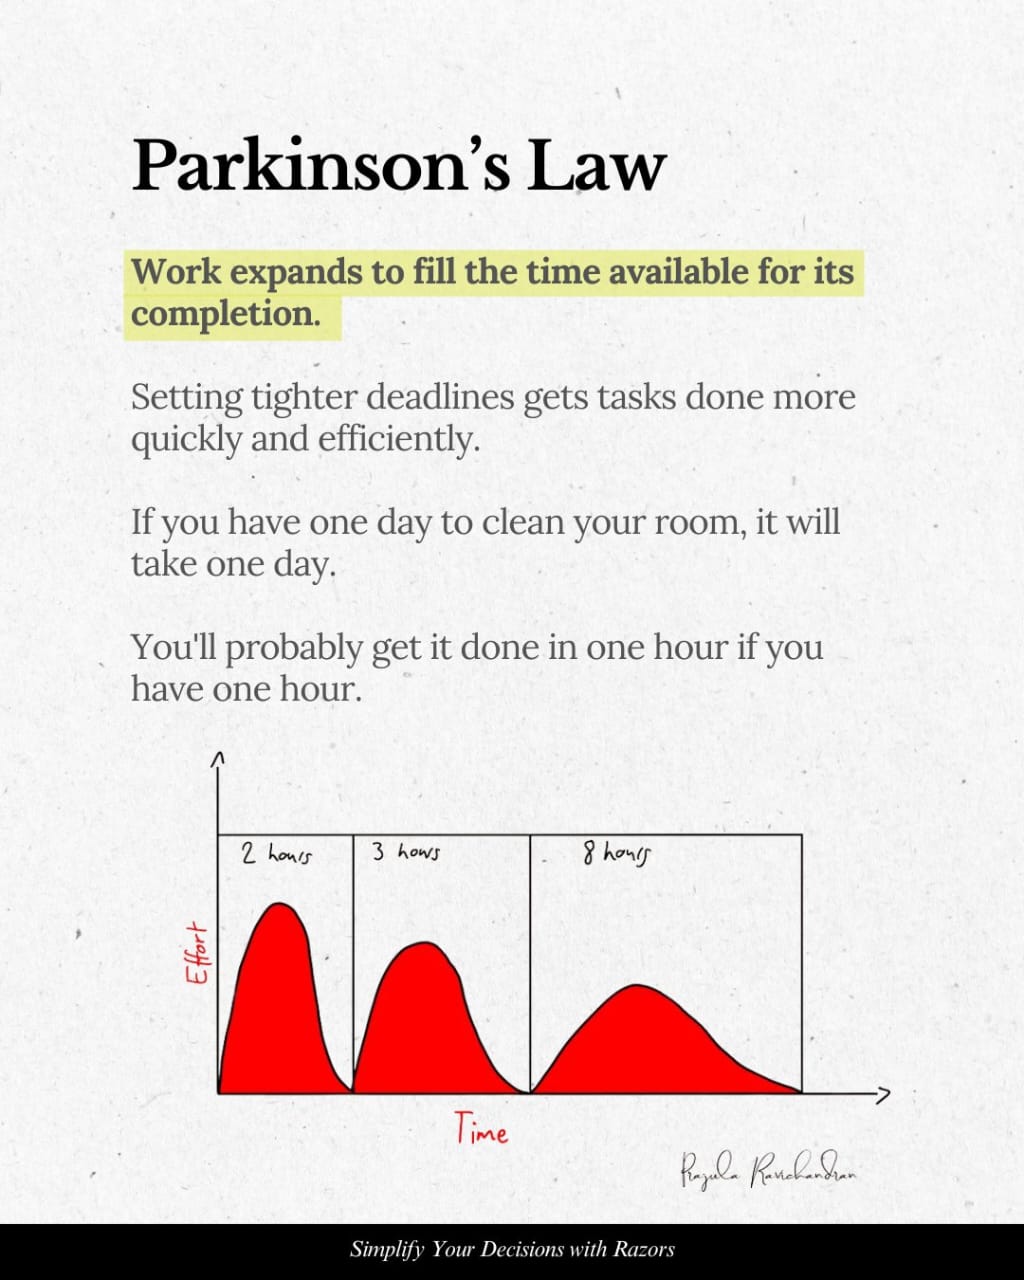 Parkinson’s Law
Work expands to fill the time available for its
completion.
Setting tighter deadlines gets tasks done more
quickly and efficiently.
If you have one day to clean your room, it will
take one day.
You'll probably get it done in one hour if you
have one hour.
2 hours
3 hours
8 hours
Effort
Time
Prazula Ravichandran
Simplify Your Decisions with Razors